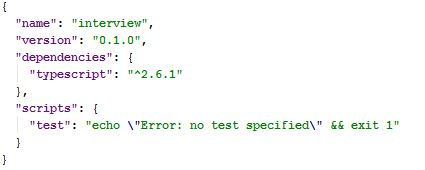 {
  "name": "interview",
  "version": "0.1.0",
  "dependencies": {
    "typescript": "^2.6.1"
  },
  "scripts": {
    "test": "echo \"Error: no test specified\" && exit 1"
  }
}